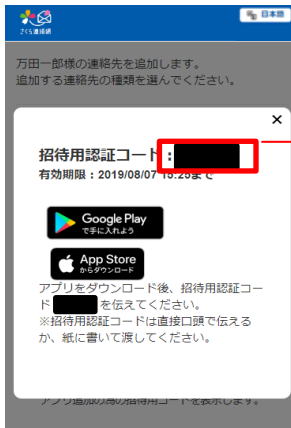 さくら連絡網
日本語
万田一郎様の連絡先を追加します。
追加する連絡先の種類を選んでください。
×
招待用認証コード：
有効期限：2019/08/07 15:25まで
Google Play
で手に入れよう
App Store
からダウンロード
アプリをダウンロード後、招待用認証コー
ド を伝えてください。
※招待用認証コードは直接口頭で伝える
か、紙に書いて渡してください。
アプリ追加の為の招待用コードを表示します。